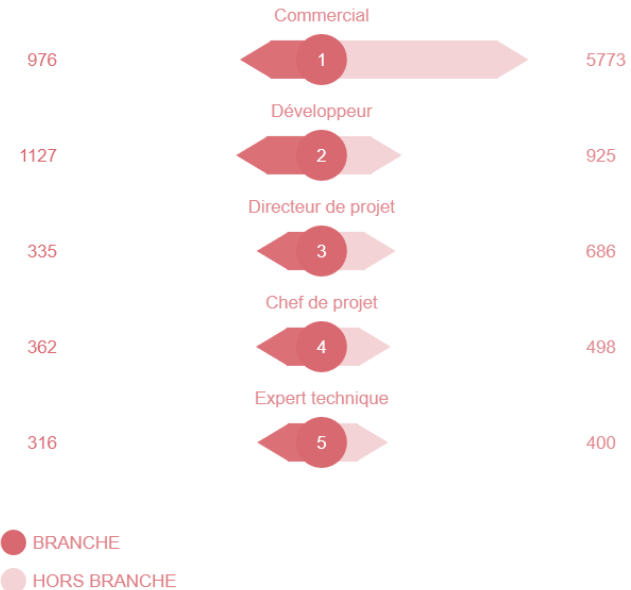 Commercial
976 1 5773
Développeur
1127 2 925
Directeur de projet
335 3 686
Chef de projet
362 4 498
Expert technique
316 5 400
BRANCHE
HORS BRANCHE